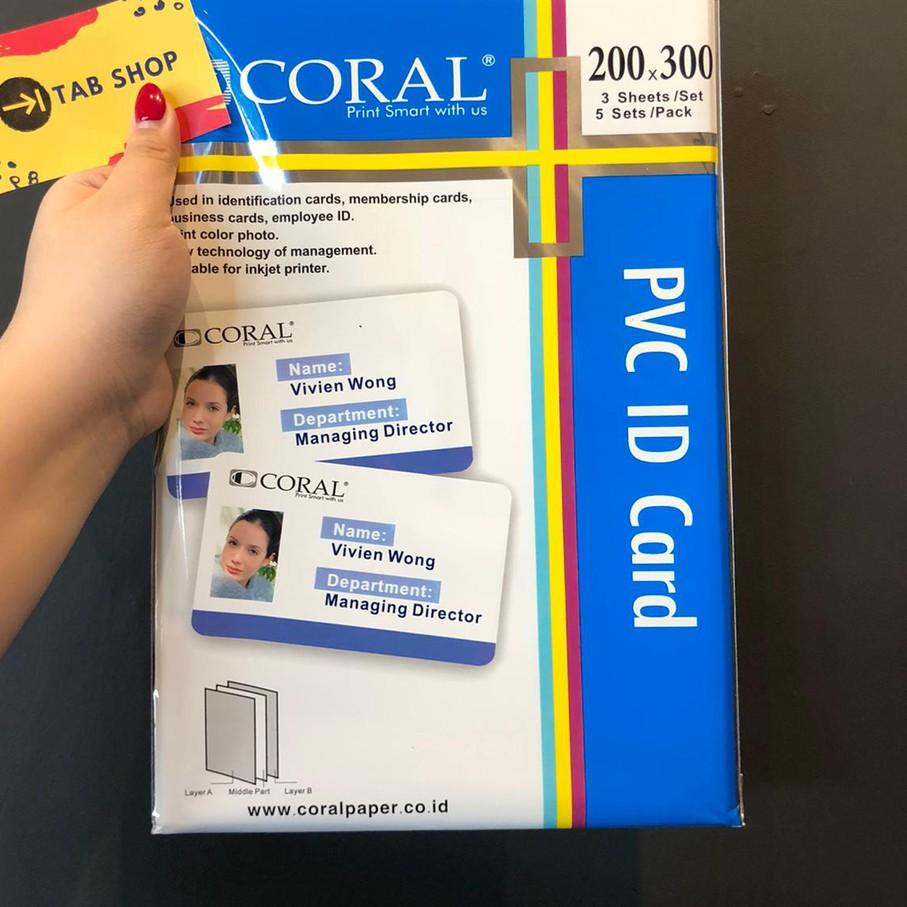 TAB SHOP
CORAL®
Print Smart with us
200x300
3 Sheets /Set
5 Sets /Pack
used in identification cards, membership cards,
business cards, employee ID.
color photo.
technology of management.
for inkjet printer.
PVC ID Card
CORAL®
Print Smart with us
Name:
Vivien Wong
Department:
Managing Director
CORAL®
Print Smart with us
Name:
Vivien Wong
Department:
Managing Director
Layer A Middle Part Layer B
www.coralpaper.co.id